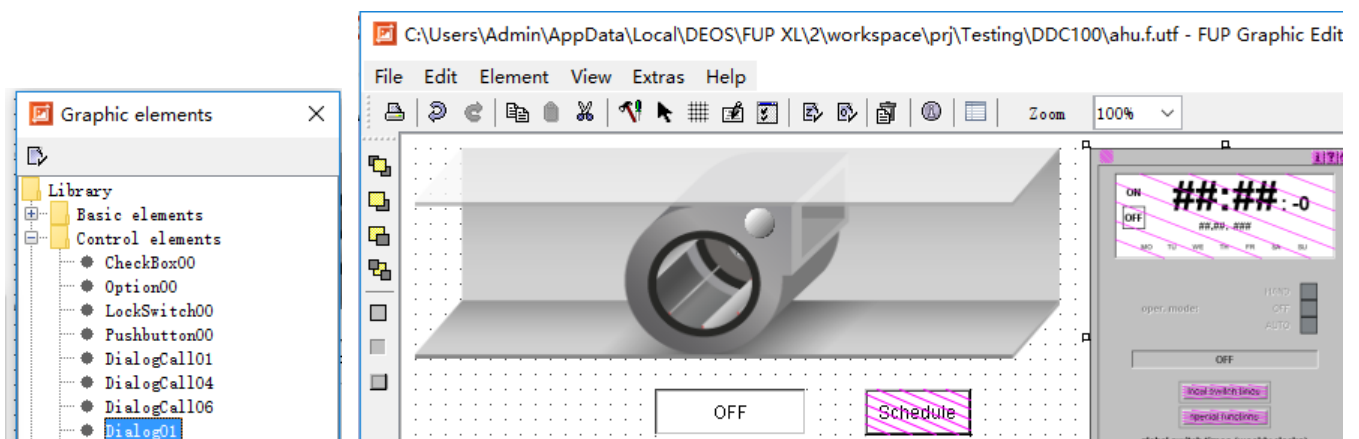 C:\Users\Admin\AppData\Local\DEOS\FUP XL\2\workspace\prj\Testing\DDC100\ahu.f.utf - FUP Graphic Edit
File Edit Element View Extras Help
Zoom 100%
Graphic elements
Library
Basic elements
Control elements
CheckBox00
Option00
LockSwitch00
Pushbutton00
DialogCall01
DialogCall04
DialogCall06
Dialog01
OFF
Schedule
ON
OFF
##:##:-0
##.##. ###
MO TU WE TH FR SA SU
oper. mode:
HAND
OFF
AUTO
OFF
local switch times
special functions